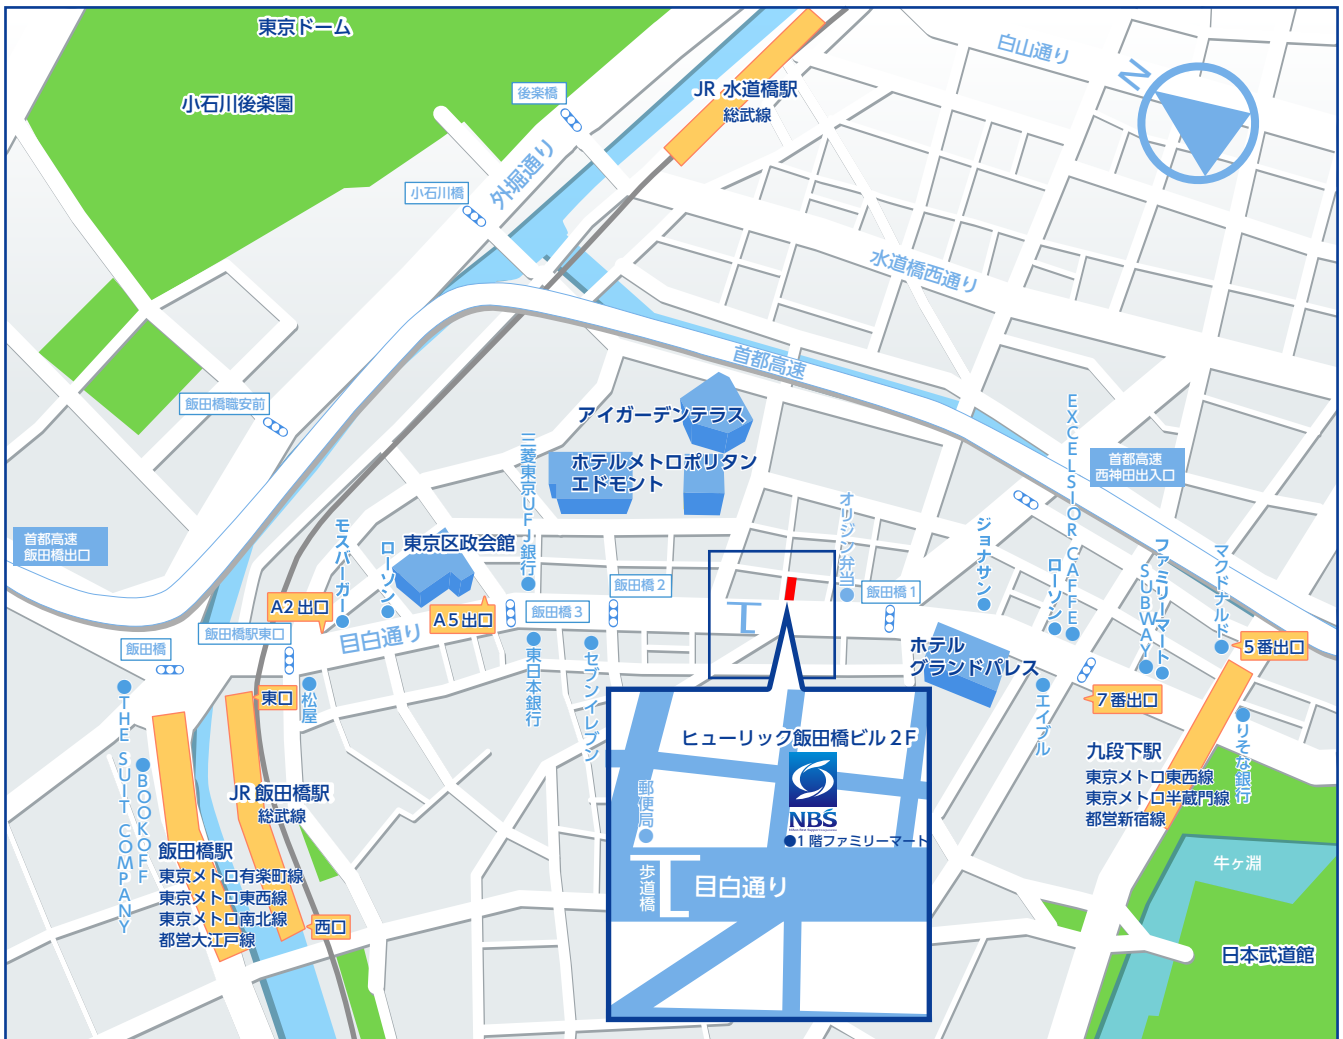 東京ドーム
小石川後楽園
後楽橋
小石川橋
外堀通り
JR 水道橋駅
総武線
白山通り
N
水道橋西通り
首都高速
飯田橋職安前
アイガーデンテラス
ホテルメトロポリタン
エドモント
三菱東京UFJ銀行
EXCELSIOR CAFFE
首都高速
西神田出入口
首都高速
飯田橋出口
モスバーガー
ローソン
東京区政会館
オリジン弁当
ジョナサン
ローソン
ファミリーマート
SUBWAY
マクドナルド
A2 出口
A5 出口
飯田橋 3
飯田橋 2
飯田橋 1
目白通り
飯田橋駅東口
飯田橋
5 番出口
7 番出口
ホテル
グランドパレス
東日本銀行
セブンイレブン
エイブル
りそな銀行
東口
松屋
THE SUIT COMPANY
BOOKOFF
JR 飯田橋駅
総武線
飯田橋駅
東京メトロ有楽町線
東京メトロ東西線
東京メトロ南北線
都営大江戸線
西口
九段下駅
東京メトロ東西線
東京メトロ半蔵門線
都営新宿線
牛ヶ淵
日本武道館
ヒューリック飯田橋ビル 2F
NBS
●1 階ファミリーマート
郵便局
歩道橋
目白通り